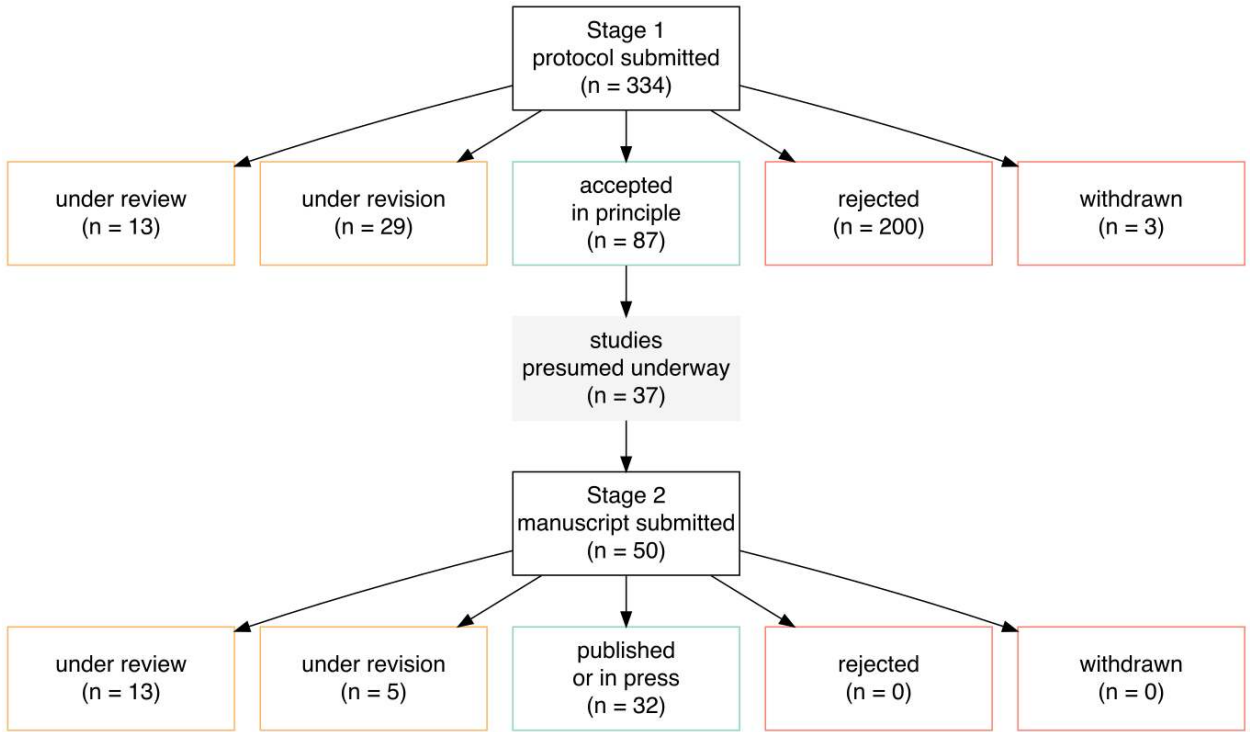 Stage 1
protocol submitted
(n = 334)
under review
(n = 13)
under revision
(n = 29)
accepted
in principle
(n = 87)
rejected
(n = 200)
withdrawn
(n = 3)
studies
presumed underway
(n = 37)
Stage 2
manuscript submitted
(n = 50)
under review
(n = 13)
under revision
(n = 5)
published
or in press
(n = 32)
rejected
(n = 0)
withdrawn
(n = 0)